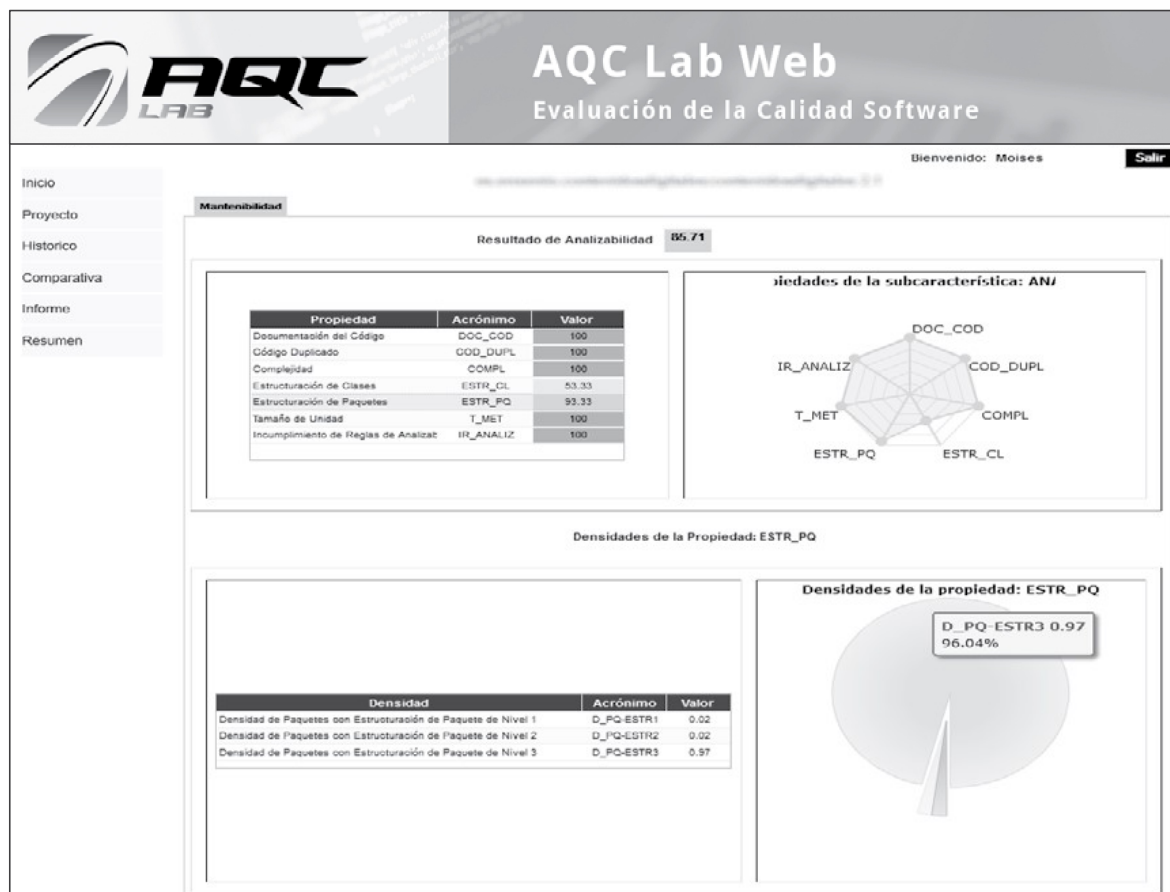 AQC
LAB
AQC Lab Web
Evaluación de la Calidad Software
Bienvenido: Moises
Salir
Inicio
Proyecto
Historico
Comparativa
Informe
Resumen
Mantenibilidad
Resultado de Analizabilidad 85.71
Propiedad Acrónimo Valor
Documentación del Código DOC_COD 100
Código Duplicado COD_DUPL 100
Complejidad COMPL 100
Estructuración de Clases ESTR_CL 53.33
Estructuración de Paquetes ESTR_PQ 93.33
Tamaño de Unidad T_MET 100
Incumplimiento de Reglas de Analizab IR_ANALIZ 100
iedades de la subcaracterística: ANA
DOC_COD
IR_ANALIZ COD_DUPL
T_MET COMPL
ESTR_PQ ESTR_CL
Densidades de la Propiedad: ESTR_PQ
Densidad Acrónimo Valor
Densidad de Paquetes con Estructuración de Paquete de Nivel 1 D_PQ-ESTR1 0.02
Densidad de Paquetes con Estructuración de Paquete de Nivel 2 D_PQ-ESTR2 0.02
Densidad de Paquetes con Estructuración de Paquete de Nivel 3 D_PQ-ESTR3 0.97
Densidades de la propiedad: ESTR_PQ
D_PQ-ESTR3 0.97
96.04%